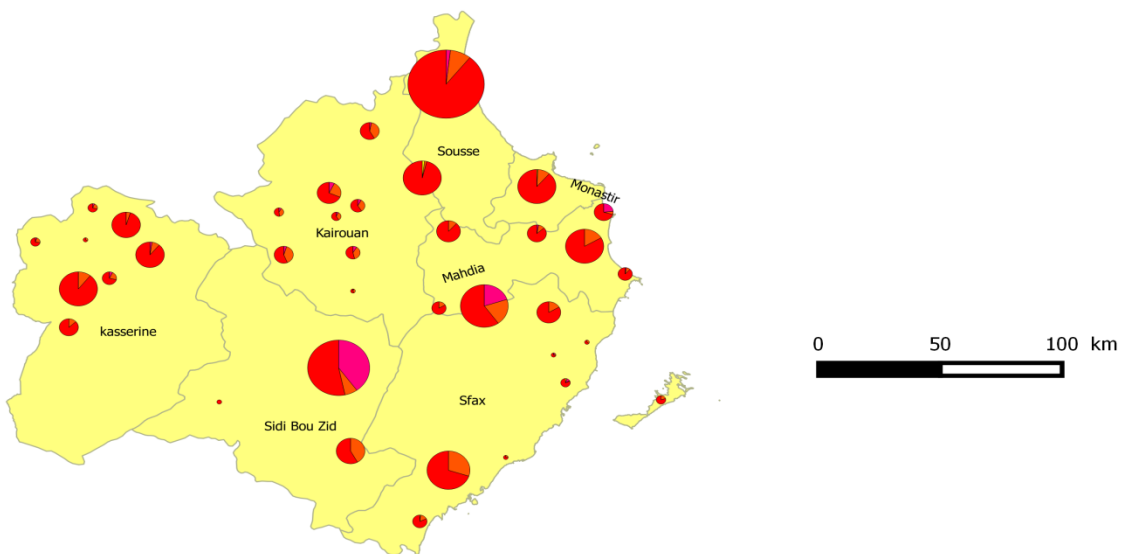 Sousse
Monastir
Kairouan
Mahdia
kasserine
0 50 100 km
Sfax
Sidi Bou Zid